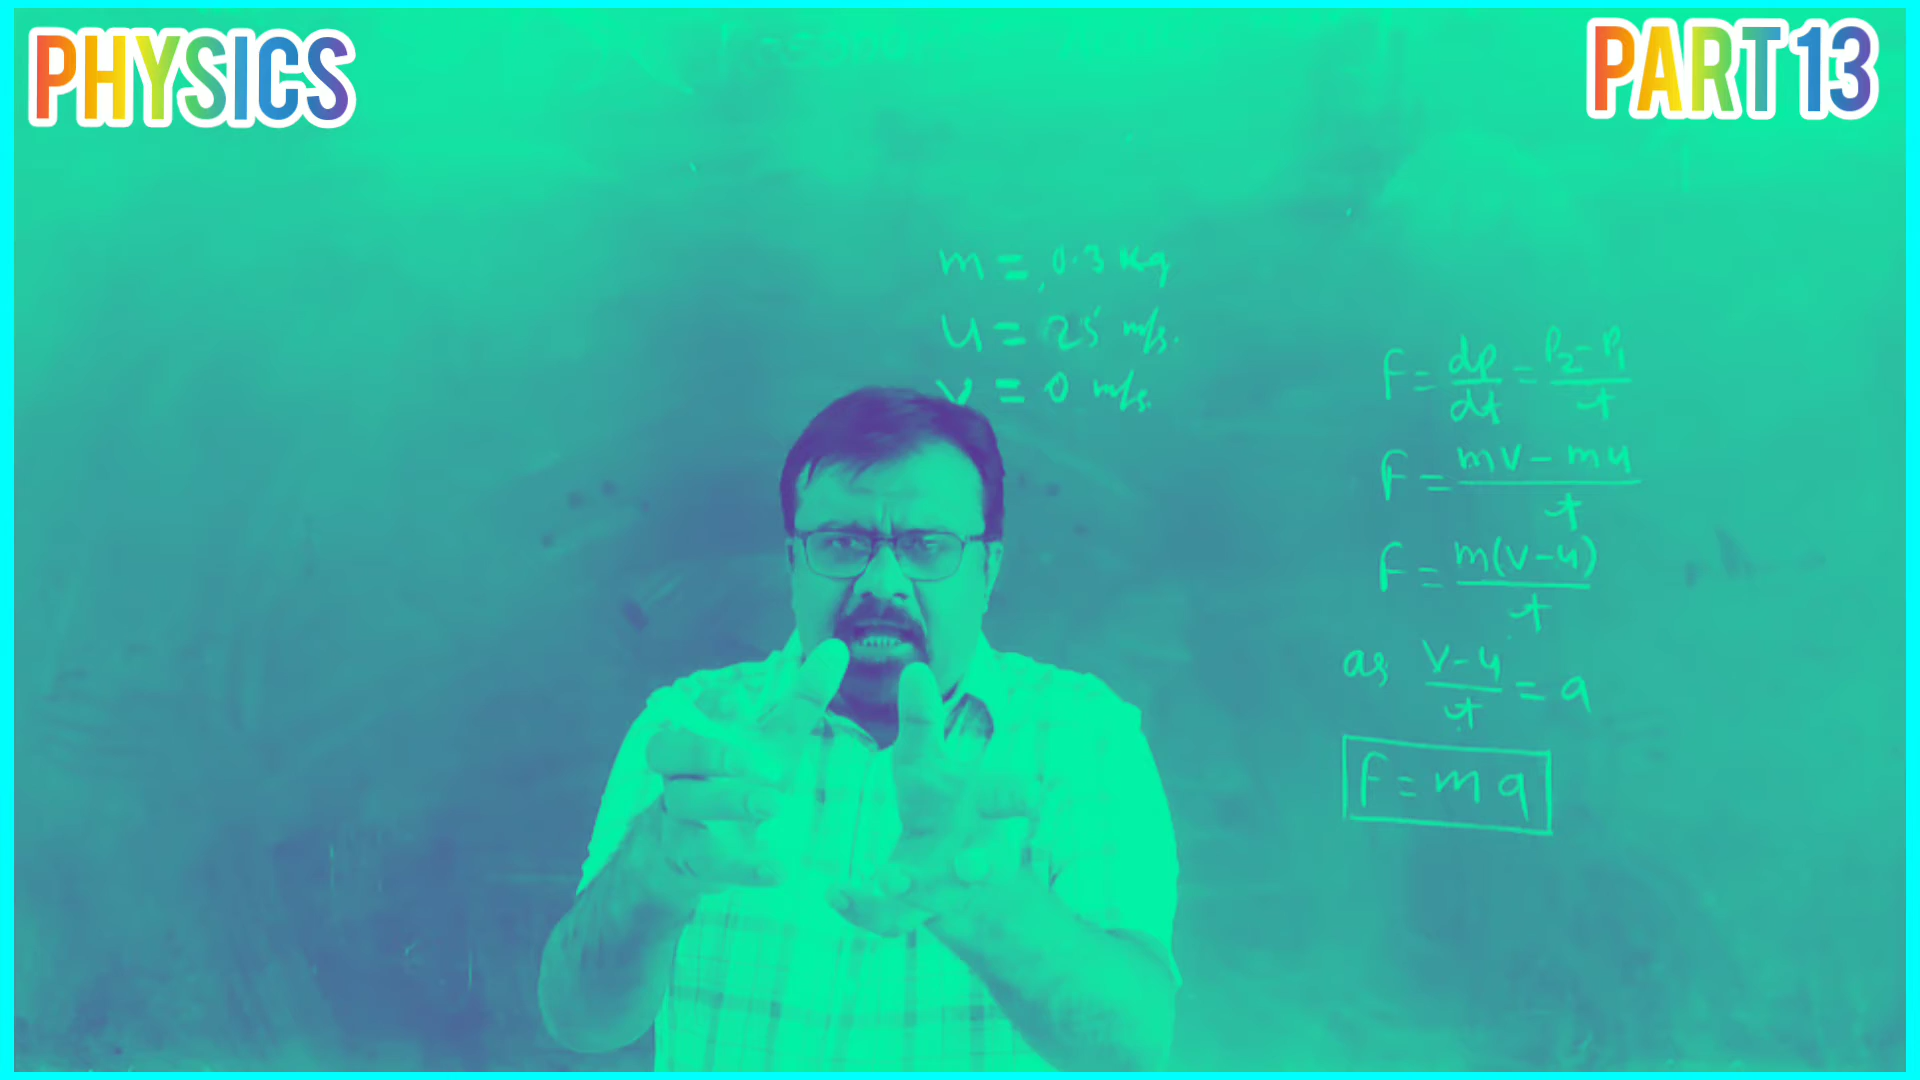 PHYSICS
PART 13
m = 0.3 kg
u = 25 m/s.
v = 0 m/s.
F = dp/dt = P₂-P₁/t
F = mv - mu/t
F = m(v-u)/t
as v-u/t = a
F = ma